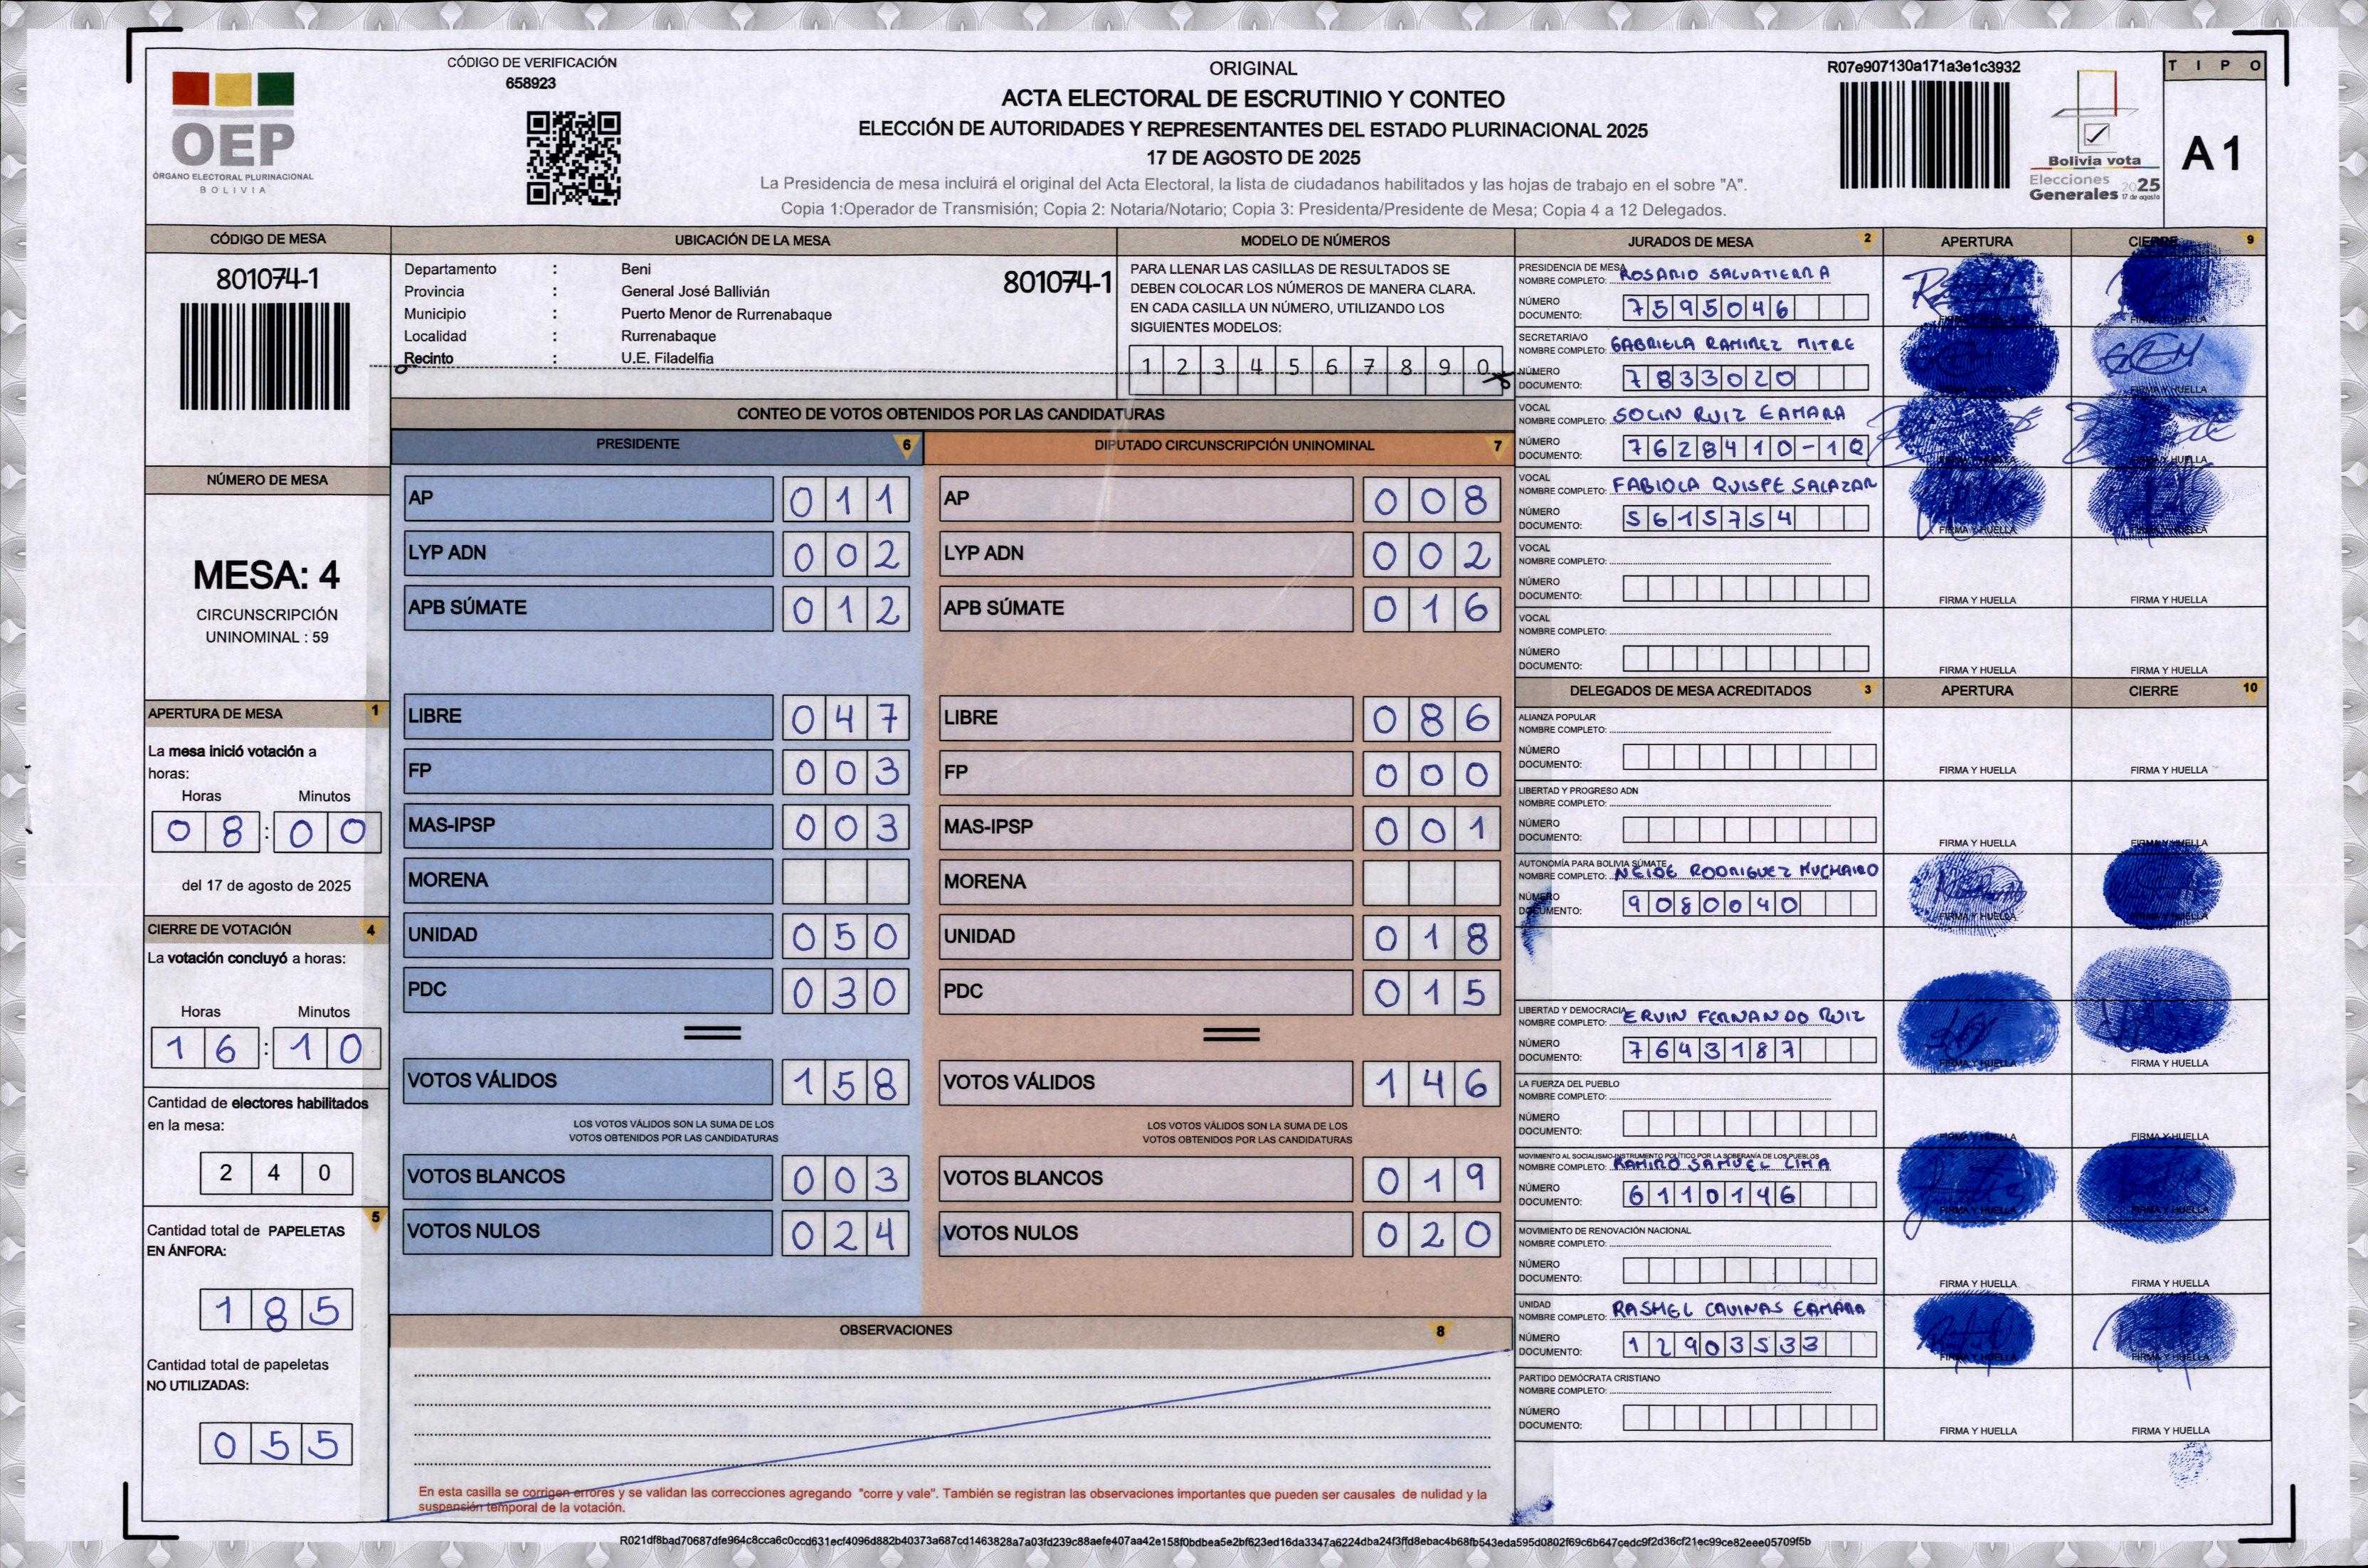 CÓDIGO DE VERIFICACIÓN
658923
OEP
ÓRGANO ELECTORAL PLURINACIONAL
BOLIVIA
ORIGINAL
ACTA ELECTORAL DE ESCRUTINIO Y CONTEO
ELECCIÓN DE AUTORIDADES Y REPRESENTANTES DEL ESTADO PLURINACIONAL 2025
17 DE AGOSTO DE 2025
La Presidencia de mesa incluirá el original del Acta Electoral, la lista de ciudadanos habilitados y las hojas de trabajo en el sobre "A".
Copia 1:Operador de Transmisión; Copia 2: Notaria/Notario; Copia 3: Presidenta/Presidente de Mesa; Copia 4 a 12 Delegados.
R07e907130a171a3e1c3932
Bolivia vota
Elecciones
Generales 2025
17 de agosto
TIPO
A 1
CÓDIGO DE MESA
801074-1
NÚMERO DE MESA
MESA: 4
CIRCUNSCRIPCIÓN
UNINOMINAL : 59
APERTURA DE MESA 1
La mesa inició votación a
horas:
Horas Minutos
08:00
del 17 de agosto de 2025
CIERRE DE VOTACIÓN 4
La votación concluyó a horas:
Horas Minutos
16:10
Cantidad de electores habilitados
en la mesa:
240
5
Cantidad total de PAPELETAS
EN ÁNFORA:
185
Cantidad total de papeletas
NO UTILIZADAS:
055
UBICACIÓN DE LA MESA
Departamento : Beni
801074-1
Provincia : General José Ballivián
Municipio : Puerto Menor de Rurrenabaque
Localidad : Rurrenabaque
Recinto : U.E. Filadelfia
MODELO DE NÚMEROS
PARA LLENAR LAS CASILLAS DE RESULTADOS SE
DEBEN COLOCAR LOS NÚMEROS DE MANERA CLARA.
EN CADA CASILLA UN NÚMERO, UTILIZANDO LOS
SIGUIENTES MODELOS:
1 2 3 4 5 6 7 8 9 0
CONTEO DE VOTOS OBTENIDOS POR LAS CANDIDATURAS
PRESIDENTE 6
AP 011
LYP ADN 002
APB SÚMATE 012
LIBRE 047
FP 003
MAS-IPSP 003
MORENA
UNIDAD 050
PDC 030
VOTOS VÁLIDOS 158
LOS VOTOS VÁLIDOS SON LA SUMA DE LOS
VOTOS OBTENIDOS POR LAS CANDIDATURAS
VOTOS BLANCOS 003
VOTOS NULOS 024
DIPUTADO CIRCUNSCRIPCIÓN UNINOMINAL 7
AP 008
LYP ADN 002
APB SÚMATE 016
LIBRE 086
FP 000
MAS-IPSP 001
MORENA
UNIDAD 018
PDC 015
VOTOS VÁLIDOS 146
LOS VOTOS VÁLIDOS SON LA SUMA DE LOS
VOTOS OBTENIDOS POR LAS CANDIDATURAS
VOTOS BLANCOS 019
VOTOS NULOS 020
OBSERVACIONES 8
En esta casilla se corrigen errores y se validan las correcciones agregando "corre y vale". También se registran las observaciones importantes que pueden ser causales de nulidad y la
suspensión temporal de la votación.
JURADOS DE MESA 2 APERTURA CIERRE 9
PRESIDENCIA DE MESA
NOMBRE COMPLETO: ROSARIO SALVATIERRA
NÚMERO
DOCUMENTO: 7595046
SECRETARIA/O
NOMBRE COMPLETO: GABRIELA RAMIREZ MITRE
NÚMERO
DOCUMENTO: 7833020
FIRMA Y HUELLA
VOCAL
NOMBRE COMPLETO: SOLIN RUIZ EAMARA
NÚMERO
DOCUMENTO: 7628410-1Q
FIRMA Y HUELLA
VOCAL
NOMBRE COMPLETO: FABIOLA QUISPE SALAZAR
NÚMERO
DOCUMENTO: 5615754
FIRMA Y HUELLA FIRMA Y HUELLA
VOCAL
NOMBRE COMPLETO:
NÚMERO
DOCUMENTO:
FIRMA Y HUELLA FIRMA Y HUELLA
VOCAL
NOMBRE COMPLETO:
NÚMERO
DOCUMENTO:
FIRMA Y HUELLA FIRMA Y HUELLA
DELEGADOS DE MESA ACREDITADOS 3 APERTURA CIERRE 10
ALIANZA POPULAR
NOMBRE COMPLETO:
NÚMERO
DOCUMENTO:
FIRMA Y HUELLA FIRMA Y HUELLA
LIBERTAD Y PROGRESO ADN
NOMBRE COMPLETO:
NÚMERO
DOCUMENTO:
FIRMA Y HUELLA FIRMA Y HUELLA
AUTONOMÍA PARA BOLIVIA SÚMATE
NOMBRE COMPLETO: NEIDE RODRIGUEZ MUCHAIRO
NÚMERO
DOCUMENTO: 9080040
FIRMA Y HUELLA FIRMA Y HUELLA
LIBERTAD Y DEMOCRACIA
NOMBRE COMPLETO: ERVIN FERNANDO RUIZ
NÚMERO
DOCUMENTO: 7643187
FIRMA Y HUELLA FIRMA Y HUELLA
LA FUERZA DEL PUEBLO
NOMBRE COMPLETO:
NÚMERO
DOCUMENTO:
FIRMA Y HUELLA FIRMA Y HUELLA
MOVIMIENTO AL SOCIALISMO-INSTRUMENTO POLÍTICO POR LA SOBERANÍA DE LOS PUEBLOS
NOMBRE COMPLETO: RAMIRO SAMUEL LIMA
NÚMERO
DOCUMENTO: 6110146
FIRMA Y HUELLA FIRMA Y HUELLA
MOVIMIENTO DE RENOVACIÓN NACIONAL
NOMBRE COMPLETO:
NÚMERO
DOCUMENTO:
FIRMA Y HUELLA FIRMA Y HUELLA
UNIDAD
NOMBRE COMPLETO: RASHEL CAVINAS EAMARA
NÚMERO
DOCUMENTO: 12903533
FIRMA Y HUELLA FIRMA Y HUELLA
PARTIDO DEMÓCRATA CRISTIANO
NOMBRE COMPLETO:
NÚMERO
DOCUMENTO:
FIRMA Y HUELLA FIRMA Y HUELLA